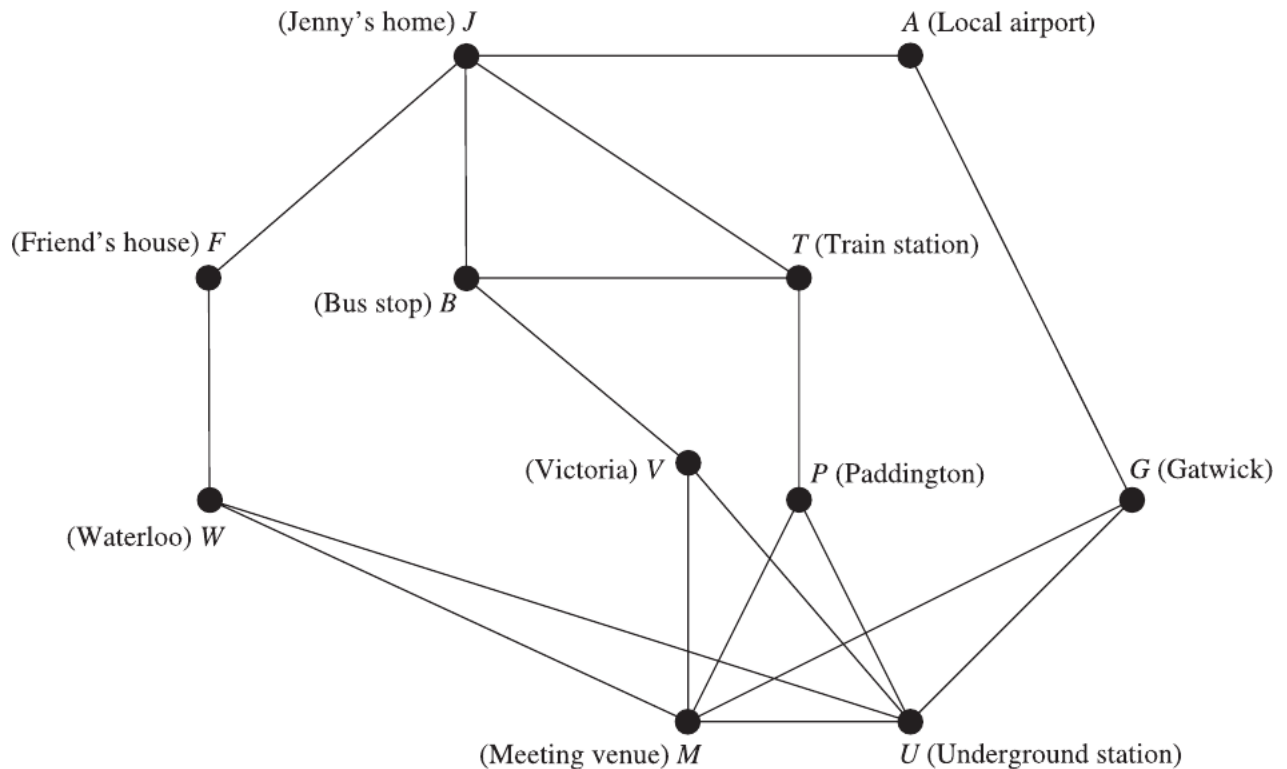 (Jenny's home) J
A (Local airport)
(Friend's house) F
T (Train station)
(Bus stop) B
(Victoria) V
P (Paddington)
G (Gatwick)
(Waterloo) W
(Meeting venue) M
U (Underground station)